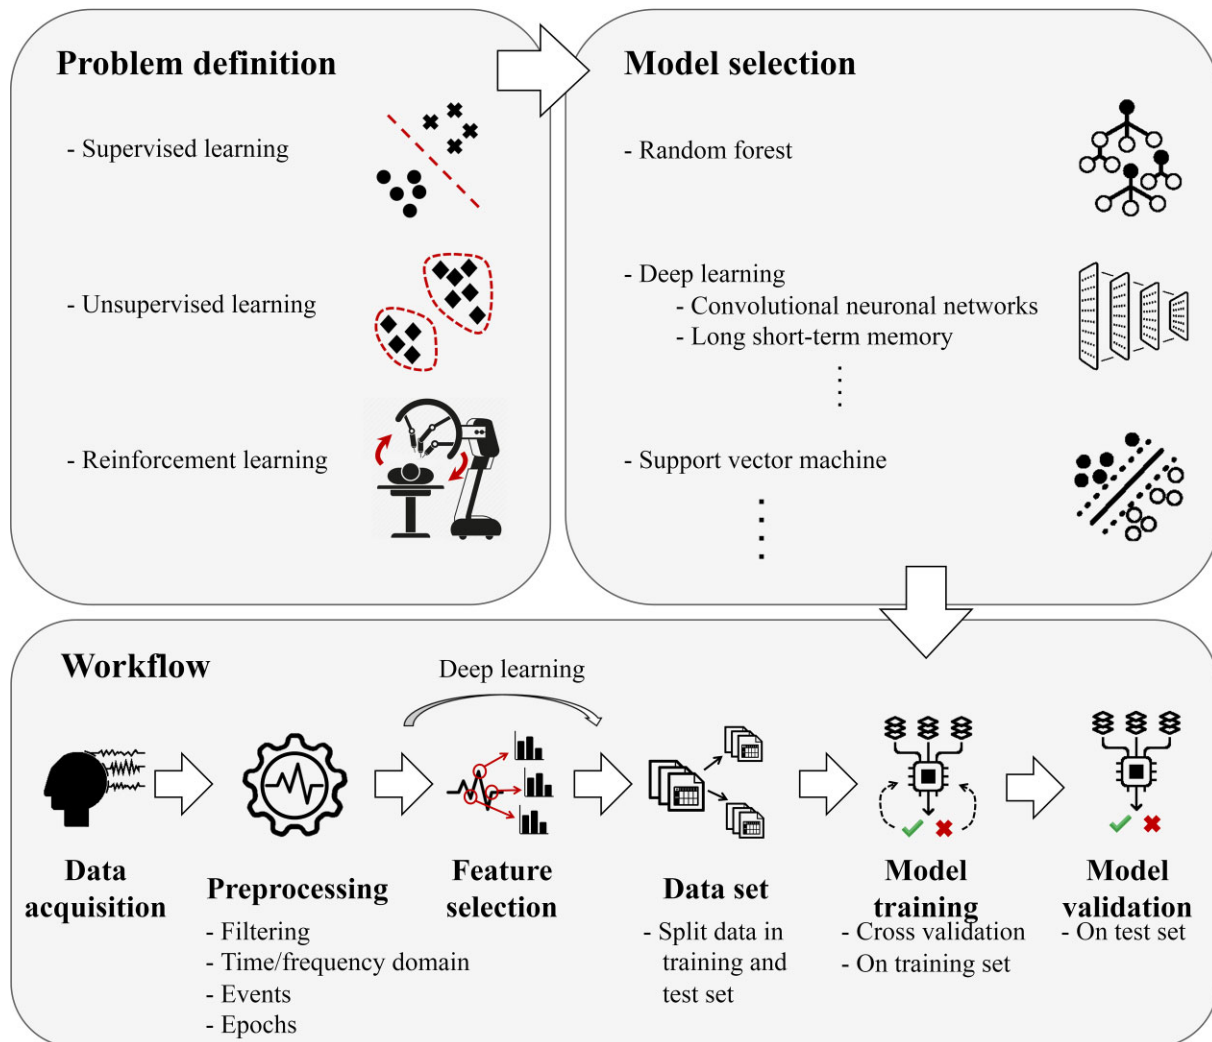 Problem definition
- Supervised learning
- Unsupervised learning
- Reinforcement learning
Model selection
- Random forest
- Deep learning
- Convolutional neuronal networks
- Long short-term memory
- Support vector machine
Workflow
Deep learning
Data
acquisition
Preprocessing
- Filtering
- Time/frequency domain
- Events
- Epochs
Feature
selection
Data set
- Split data in
training and
test set
Model
training
- Cross validation
- On training set
Model
validation
- On test set